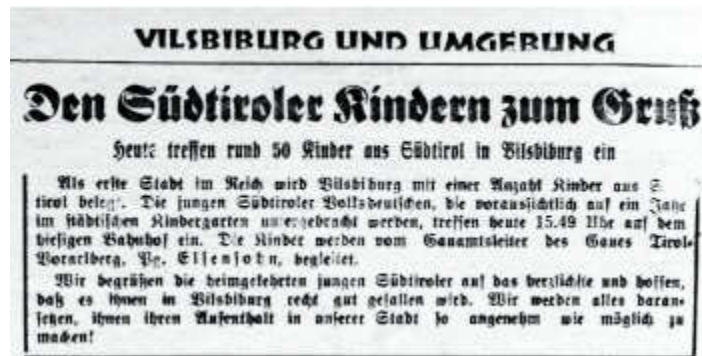 VILSBIBURG UND UMGEBUNG
Den Südtiroler Kindern zum Gruß
Heute treffen rund 50 Kinder aus Südtirol in Vilsbiburg ein
Als erste Stadt im Reich wird Vilsbiburg mit einer Anzahl Kinder aus
tirol belegt. Die jungen Südtiroler Volksdeutschen, die voraussichtlich auf ein Jahr
im städtischen Kindergarten untergebracht werden, treffen heute 15.49 Uhr auf dem
hiesigen Bahnhof ein. Die Kinder werden vom Gauamtsleiter des Gaues Tirol-
Vorarlberg, Pg. Elsensohn, begleitet.
Wir begrüßen die heimgekehrten jungen Südtiroler auf das herzlichste und hoffen,
daß es ihnen in Vilsbiburg recht gut gefallen wird. Wir werden alles daran-
setzen, ihnen ihren Aufenthalt in unserer Stadt so angenehm wie möglich zu
machen!